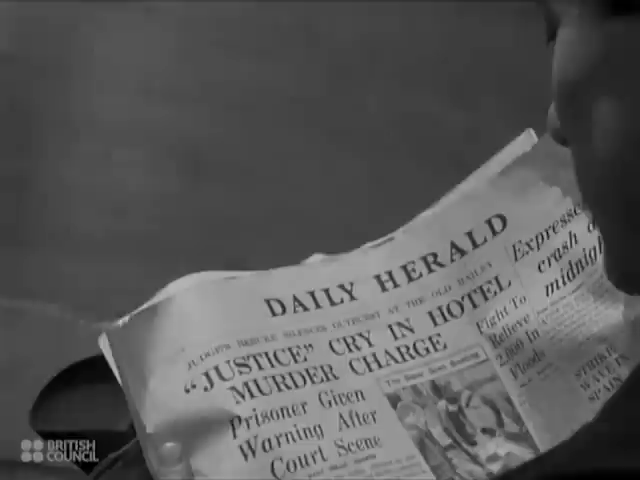 DAILY HERALD
JUDGE'S REBUKE SILENCES OUTBURST AT THE OLD BAILEY
"JUSTICE" CRY IN HOTEL
MURDER CHARGE
Prisoner Given
Warning After
Court Scene
Fight To
Relieve
2,000 In
Floods
Expresses
crash
midnight
STRIKE
WAVE IN
SPAIN
BRITISH
COUNCIL